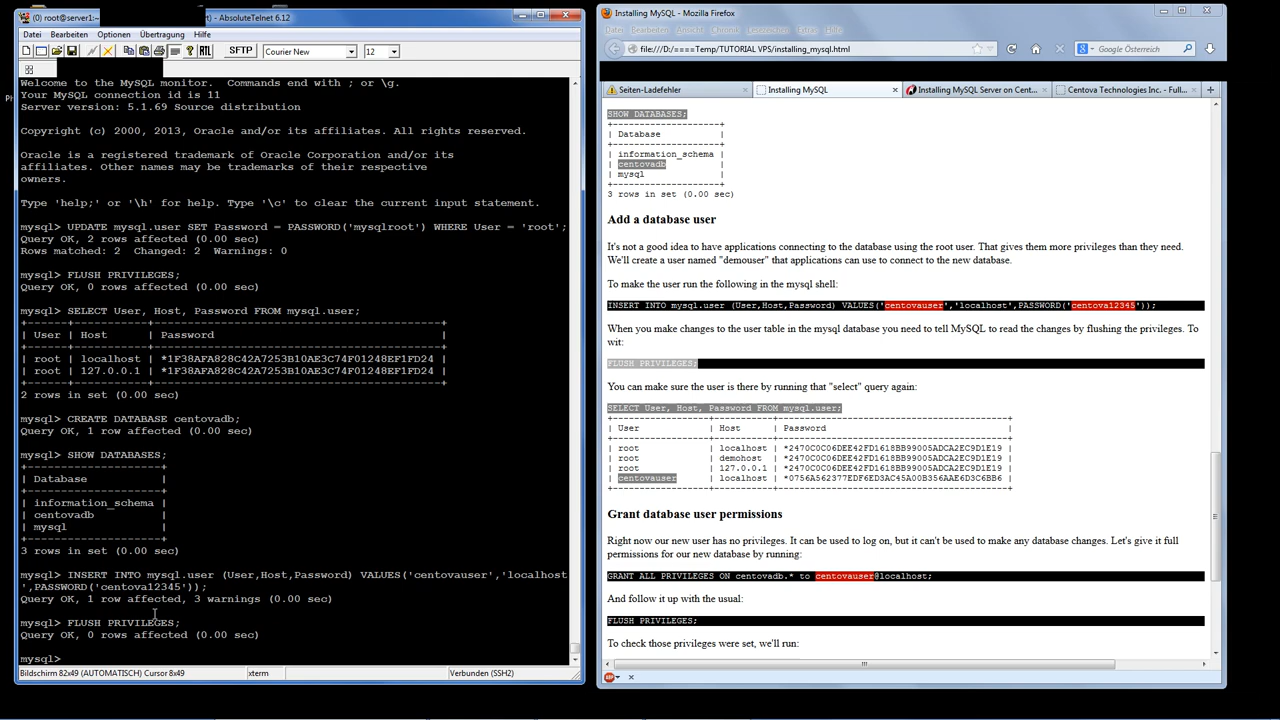 (0) root@server1:~
t) - AbsoluteTelnet 6.12
Datei Bearbeiten Optionen Übertragung Hilfe
SFTP Courier New 12
Welcome to the MySQL monitor.  Commands end with ; or \g.
Your MySQL connection id is 11
Server version: 5.1.69 Source distribution
Copyright (c) 2000, 2013, Oracle and/or its affiliates. All rights reserved.
Oracle is a registered trademark of Oracle Corporation and/or its
affiliates. Other names may be trademarks of their respective
owners.
Type 'help;' or '\h' for help. Type '\c' to clear the current input statement.
mysql> UPDATE mysql.user SET Password = PASSWORD('mysqlroot') WHERE User = 'root';
Query OK, 2 rows affected (0.00 sec)
Rows matched: 2  Changed: 2  Warnings: 0
mysql> FLUSH PRIVILEGES;
Query OK, 0 rows affected (0.00 sec)
mysql> SELECT User, Host, Password FROM mysql.user;
+------+-----------+-------------------------------------------+
| User | Host      | Password                                  |
+------+-----------+-------------------------------------------+
| root | localhost | *1F38AFA828C42A7253B10AE3C74F01248EF1FD24 |
| root | 127.0.0.1 | *1F38AFA828C42A7253B10AE3C74F01248EF1FD24 |
+------+-----------+-------------------------------------------+
2 rows in set (0.00 sec)
mysql> CREATE DATABASE centovadb;
Query OK, 1 row affected (0.00 sec)
mysql> SHOW DATABASES;
+--------------------+
| Database           |
+--------------------+
| information_schema |
| centovadb          |
| mysql              |
+--------------------+
3 rows in set (0.00 sec)
mysql> INSERT INTO mysql.user (User,Host,Password) VALUES('centovauser','localhost
',PASSWORD('centova12345'));
Query OK, 1 row affected, 3 warnings (0.00 sec)
mysql> FLUSH PRIVILEGES;
Query OK, 0 rows affected (0.00 sec)
mysql>
Bildschirm 82x49 (AUTOMATISCH) Cursor 8x49 xterm Verbunden (SSH2)
Installing MySQL - Mozilla Firefox
Datei Bearbeiten Ansicht Chronik Lesezeichen Extras Hilfe
file:///D:/====Temp/TUTORIAL VPS/installing_mysql.html
Google Österreich
Seiten-Ladefehler
Installing MySQL
Installing MySQL Server on Cent...
Centova Technologies Inc. - Full...
SHOW DATABASES;
+--------------------+
| Database           |
+--------------------+
| information_schema |
| centovadb          |
| mysql              |
+--------------------+
3 rows in set (0.00 sec)
Add a database user
It's not a good idea to have applications connecting to the database using the root user. That gives them more privileges than they need.
We'll create a user named "demouser" that applications can use to connect to the new database.
To make the user run the following in the mysql shell:
INSERT INTO mysql.user (User,Host,Password) VALUES('centovauser','localhost',PASSWORD('centova12345'));
When you make changes to the user table in the mysql database you need to tell MySQL to read the changes by flushing the privileges. To
wit:
FLUSH PRIVILEGES;
You can make sure the user is there by running that "select" query again:
SELECT User, Host, Password FROM mysql.user;
+------------------+-----------+-------------------------------------------+
| User             | Host      | Password                                  |
+------------------+-----------+-------------------------------------------+
| root             | localhost | *2470C0C06DEE42FD1618BB99005ADCA2EC9D1E19 |
| root             | demohost  | *2470C0C06DEE42FD1618BB99005ADCA2EC9D1E19 |
| root             | 127.0.0.1 | *2470C0C06DEE42FD1618BB99005ADCA2EC9D1E19 |
| centovauser      | localhost | *0756A562377EDF6ED3AC45A00B356AAE6D3C6BB6 |
+------------------+-----------+-------------------------------------------+
Grant database user permissions
Right now our new user has no privileges. It can be used to log on, but it can't be used to make any database changes. Let's give it full
permissions for our new database by running:
GRANT ALL PRIVILEGES ON centovadb.* to centovauser@localhost;
And follow it up with the usual:
FLUSH PRIVILEGES;
To check those privileges were set, we'll run: